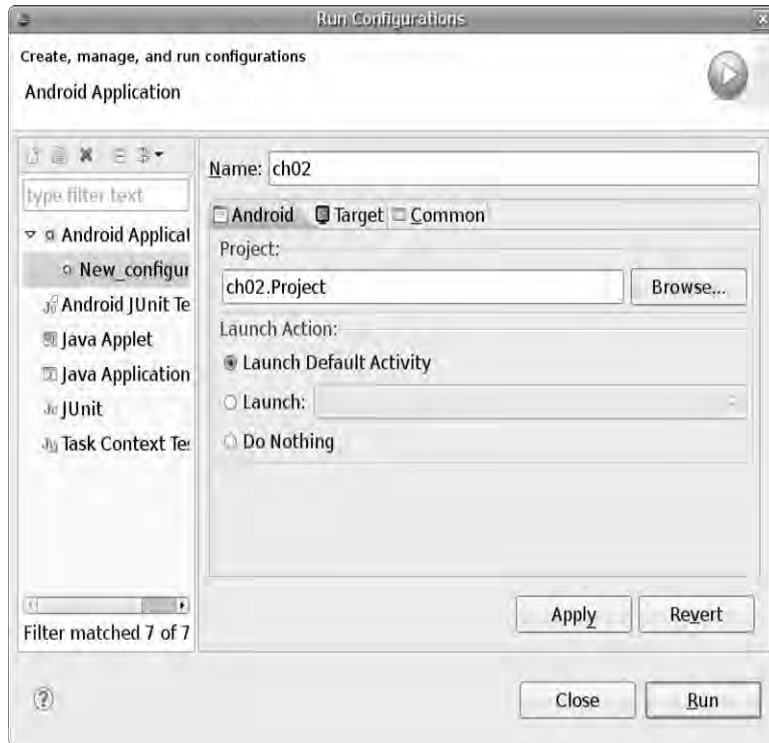 Run Configurations
Create, manage, and run configurations
Android Application
type filter text
Android Applicat
New_configur
Android JUnit Te
Java Applet
Java Application
JUnit
Task Context Te
Filter matched 7 of 7
Name: ch02
Android Target Common
Project:
ch02.Project Browse...
Launch Action:
Launch Default Activity
Launch:
Do Nothing
Apply Revert
? Close Run